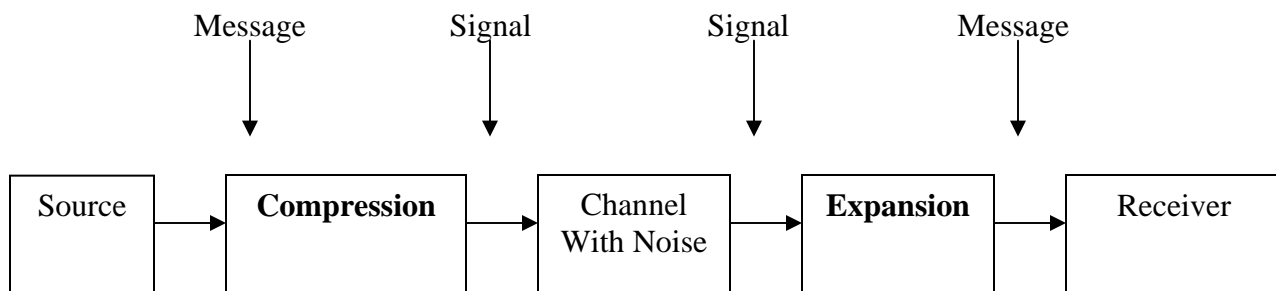 Message Signal Signal Message
Source Compression Channel Expansion Receiver
With Noise